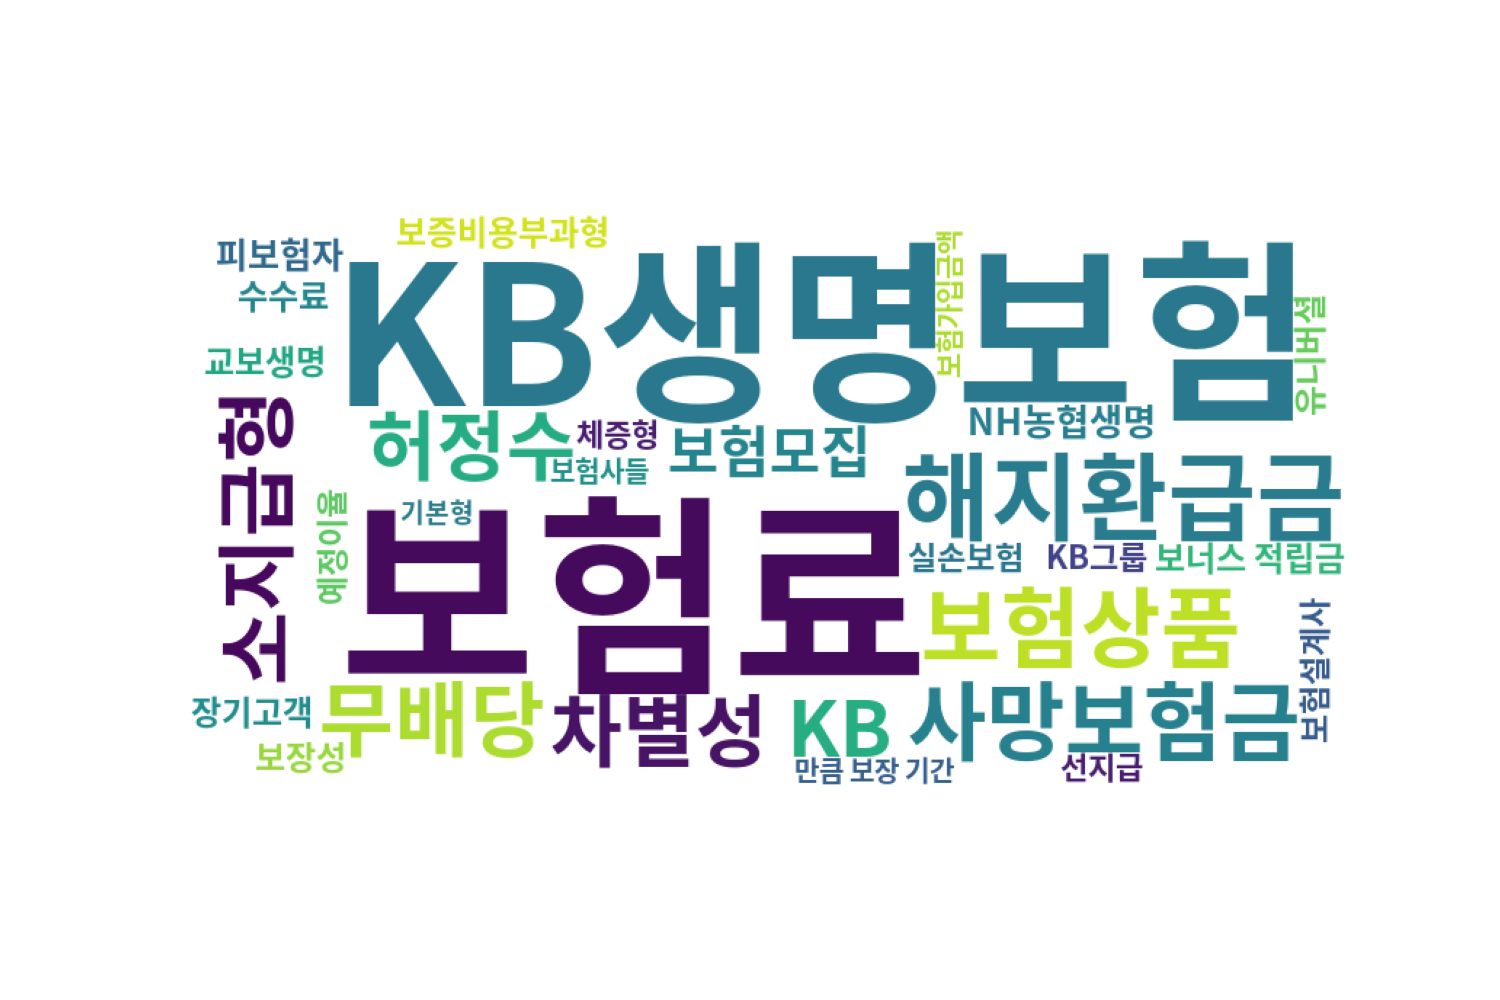 보증비용부과형
피보험자
수수료
KB생명보험
보험가입금액
유니버셜
교보생명
소지급형
허정수
체증형
보험모집
NH농협생명
보험사들
해지환급금
예정이율
기본형
보험료
실손보험
KB그룹
보너스 적립금
보험상품
보험설계사
장기고객
무배당
차별성
KB
사망보험금
보장성
만큼 보장 기간
선지급